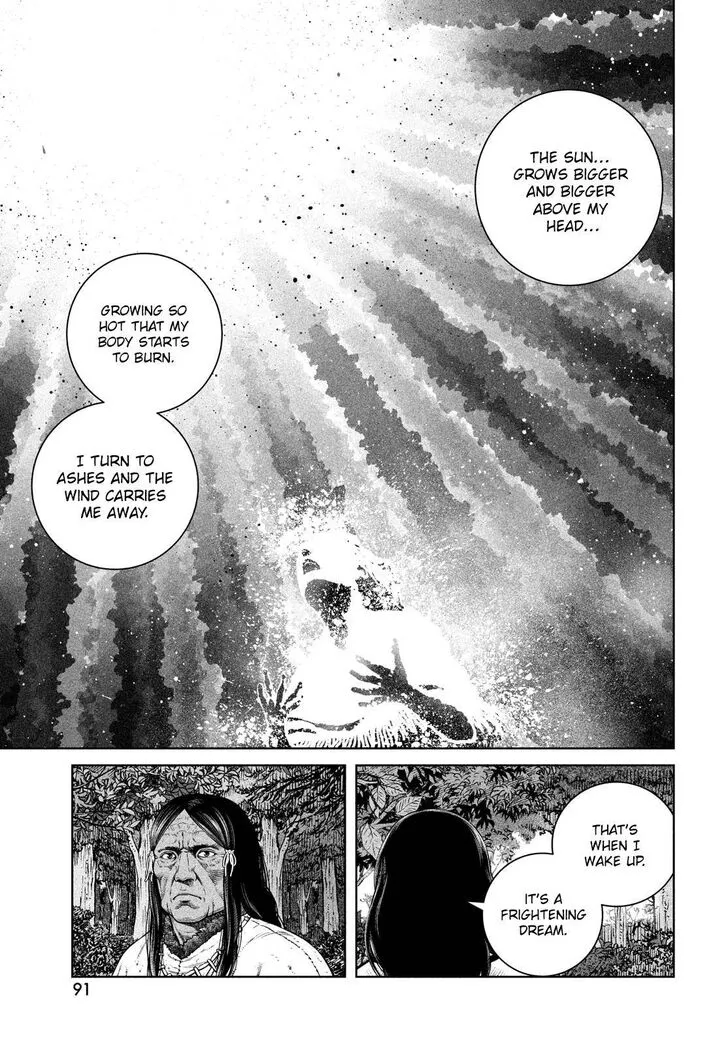 THE SUN...
GROWS BIGGER
AND BIGGER
ABOVE MY
HEAD...
GROWING SO
HOT THAT MY
BODY STARTS
TO BURN.
I TURN TO
ASHES AND THE
WIND CARRIES
ME AWAY.
THAT'S
WHEN I
WAKE UP.
IT'S A
FRIGHTENING
DREAM.
91